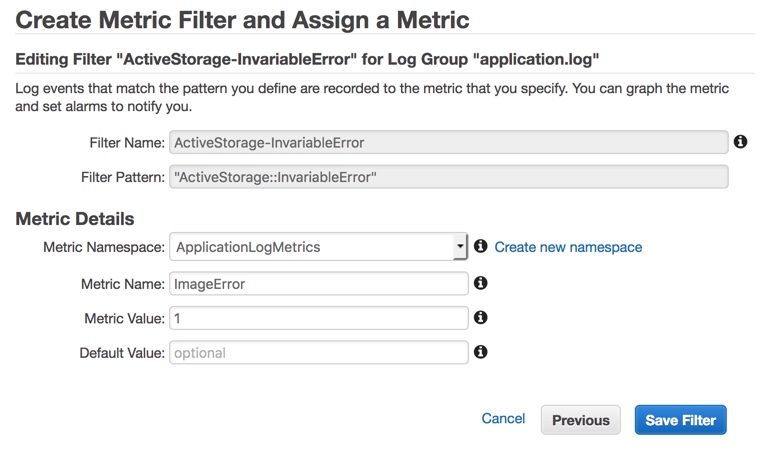 Create Metric Filter and Assign a Metric
Editing Filter "ActiveStorage-InvariableError" for Log Group "application.log"
Log events that match the pattern you define are recorded to the metric that you specify. You can graph the metric
and set alarms to notify you.
Filter Name: ActiveStorage-InvariableError
Filter Pattern: "ActiveStorage::InvariableError"
Metric Details
Metric Namespace: ApplicationLogMetrics Create new namespace
Metric Name: ImageError
Metric Value: 1
Default Value: optional
Cancel Previous Save Filter